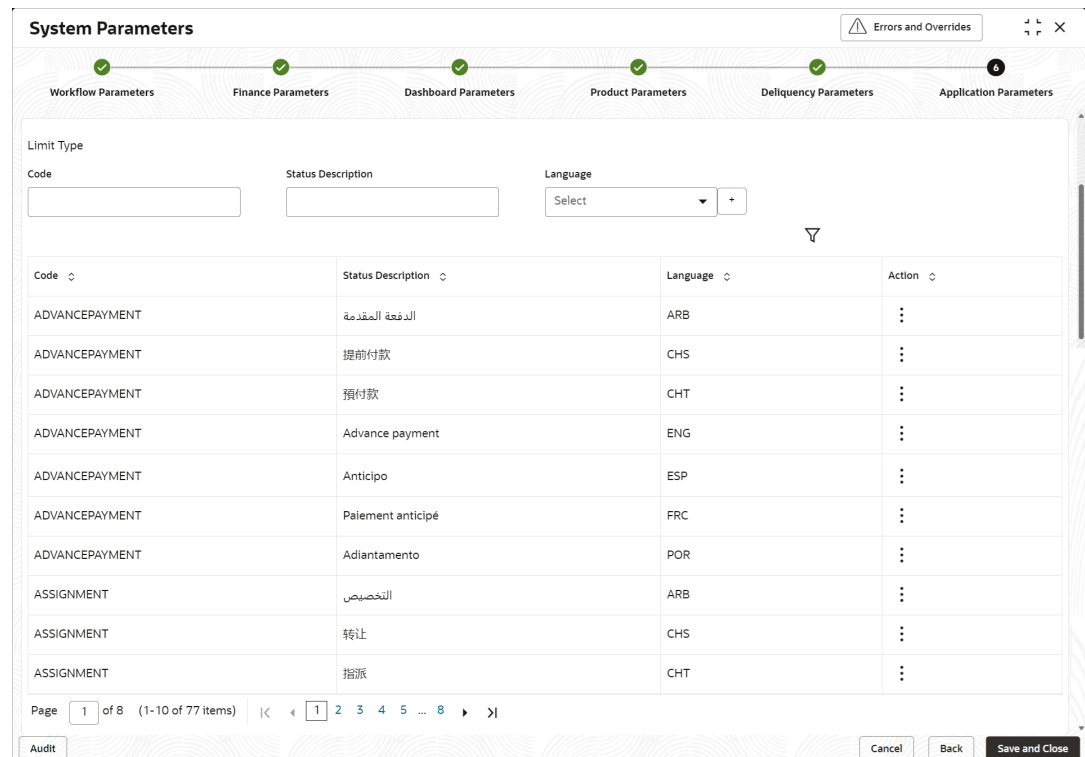 System Parameters
Errors and Overrides
Workflow Parameters
Finance Parameters
Dashboard Parameters
Product Parameters
Deliquency Parameters
6
Application Parameters
Limit Type
Code Status Description Language
Select +
Code Status Description Language Action
ADVANCEPAYMENT الدفعة المقدمة ARB
ADVANCEPAYMENT 提前付款 CHS
ADVANCEPAYMENT 預付款 CHT
ADVANCEPAYMENT Advance payment ENG
ADVANCEPAYMENT Anticipo ESP
ADVANCEPAYMENT Paiement anticipé FRC
ADVANCEPAYMENT Adiantamento POR
ASSIGNMENT التخصيص ARB
ASSIGNMENT 转让 CHS
ASSIGNMENT 指派 CHT
Page 1 of 8 (1-10 of 77 items) 1 2 3 4 5 ... 8
Audit Cancel Back Save and Close